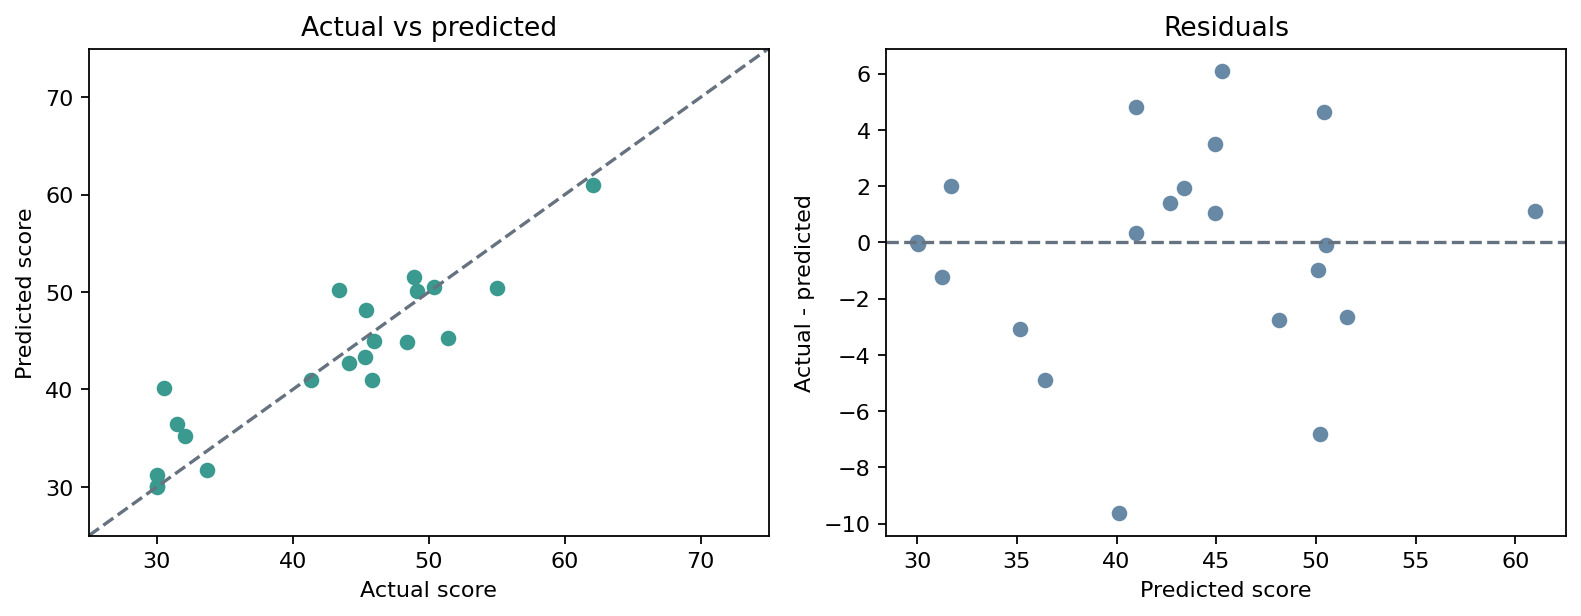 Actual vs predicted
70
60
50
40
30
Predicted score
30 40 50 60 70
Actual score
Residuals
6
4
2
0
−2
−4
−6
−8
−10
Actual - predicted
30 35 40 45 50 55 60
Predicted score